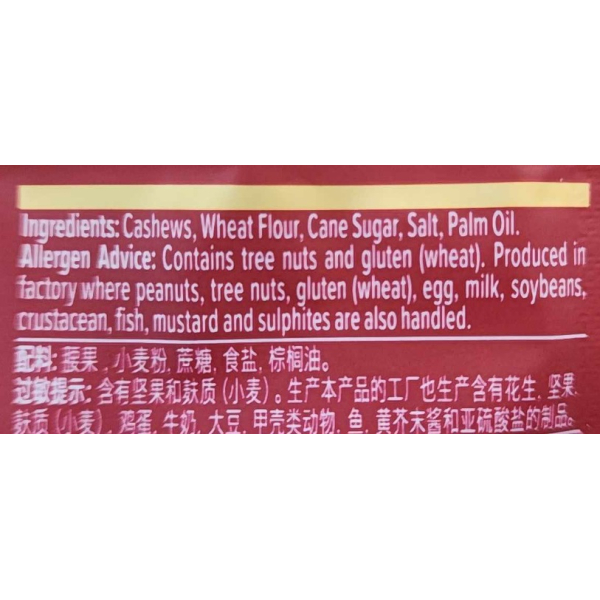 Ingredients: Cashews, Wheat Flour, Cane Sugar, Salt, Palm Oil.
Allergen Advice: Contains tree nuts and gluten (wheat). Produced in
factory where peanuts, tree nuts, gluten (wheat), egg, milk, soybeans,
crustacean, fish, mustard and sulphites are also handled.
配料: 腰果, 小麦粉, 蔗糖, 食盐, 棕榈油。
过敏提示: 含有坚果和麸质 (小麦) 。生产本产品的工厂也生产含有花生, 坚果,
麸质 (小麦) , 鸡蛋, 牛奶, 大豆, 甲壳类动物, 鱼, 黄芥末酱和亚硫酸盐的制品。